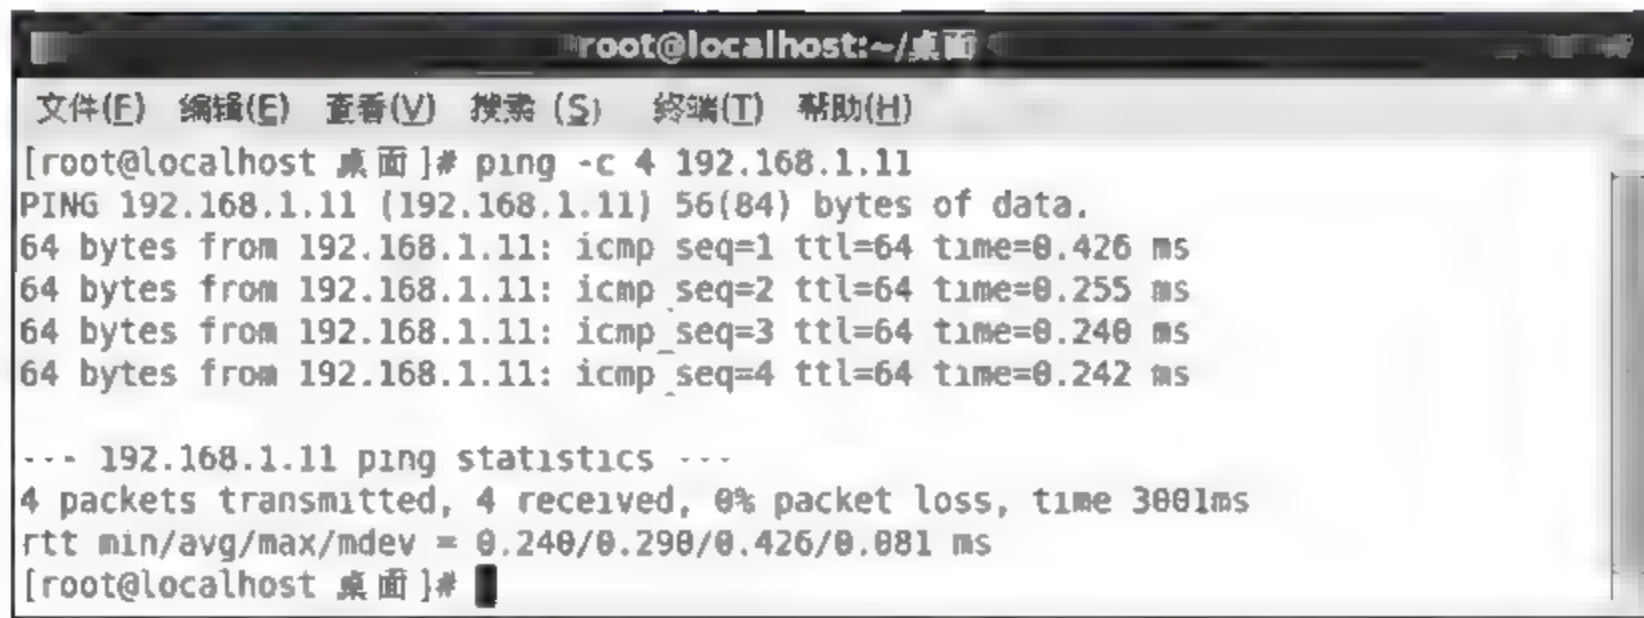 root@localhost:~/桌面
文件(F) 编辑(E) 查看(V) 搜索 (S) 终端(T) 帮助(H)
[root@localhost 桌面]# ping -c 4 192.168.1.11
PING 192.168.1.11 (192.168.1.11) 56(84) bytes of data.
64 bytes from 192.168.1.11: icmp_seq=1 ttl=64 time=0.426 ms
64 bytes from 192.168.1.11: icmp_seq=2 ttl=64 time=0.255 ms
64 bytes from 192.168.1.11: icmp_seq=3 ttl=64 time=0.240 ms
64 bytes from 192.168.1.11: icmp_seq=4 ttl=64 time=0.242 ms
--- 192.168.1.11 ping statistics ---
4 packets transmitted, 4 received, 0% packet loss, time 3001ms
rtt min/avg/max/mdev = 0.240/0.290/0.426/0.081 ms
[root@localhost 桌面]#